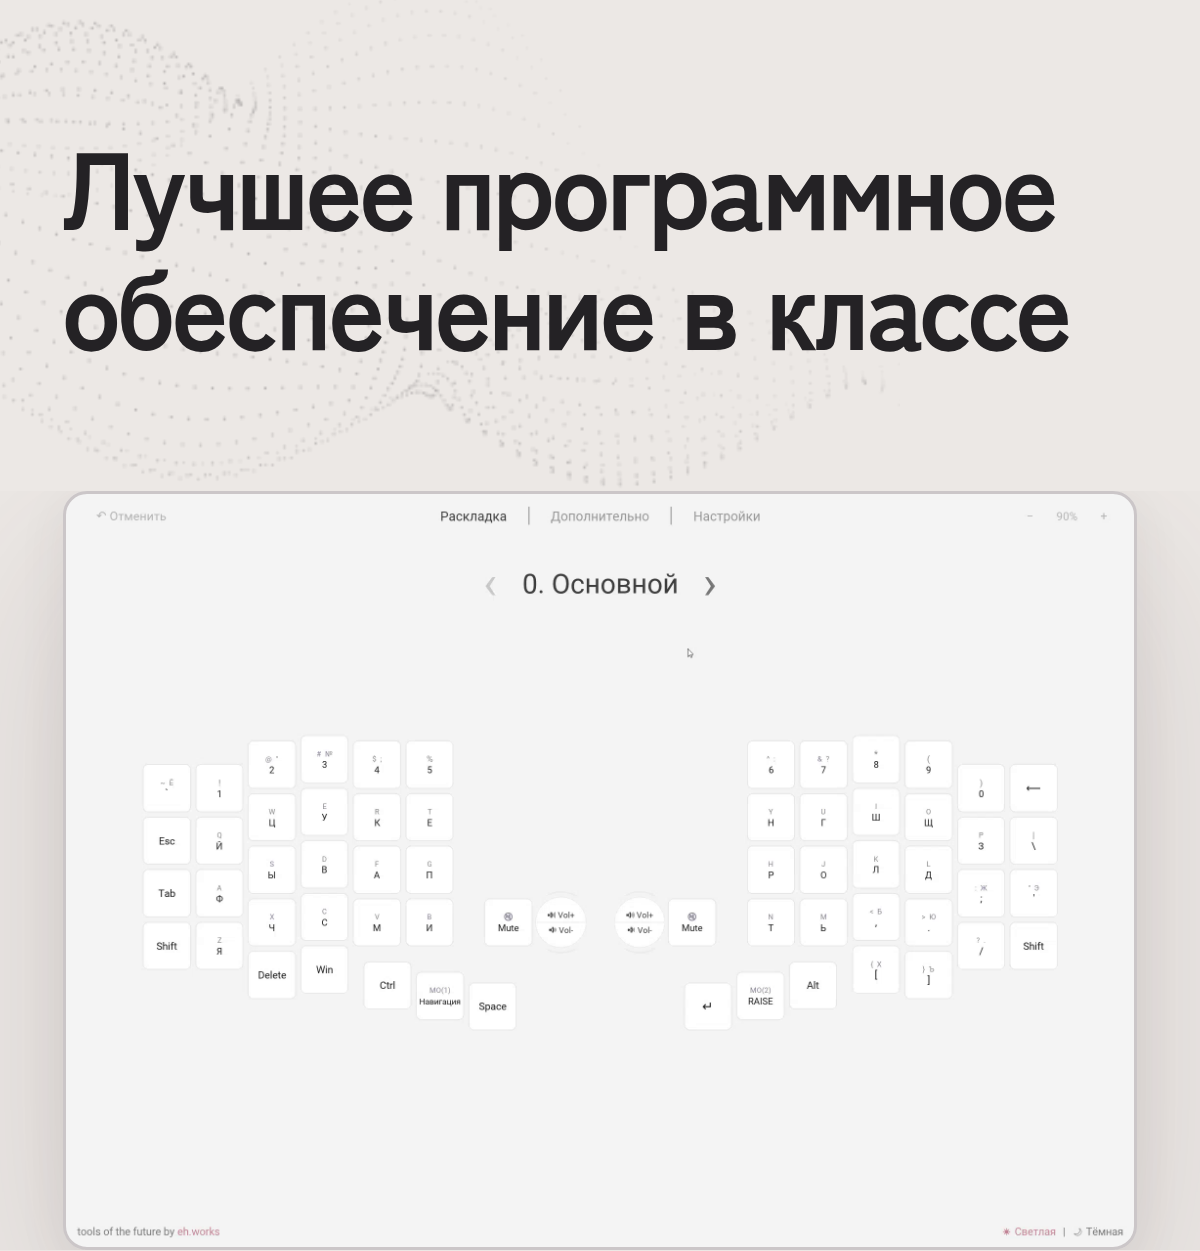 Лучшее программное
обеспечение в классе
↶ Отменить
Раскладка | Дополнительно | Настройки
− 90% +
‹ 0. Основной ›
~ Ё ` ! 1 @ " 2 # № 3 $ ; 4 % 5
^ : 6 & ? 7 * 8 ( 9 ) 0 ⟵
Esc Q Й W Ц E У R К T Е
Y Н U Г I Ш O Щ P З | \
Tab A Ф S Ы D В F А G П
H Р J О K Л L Д : Ж ; " Э '
Shift Z Я X Ч C С V М B И Mute Vol+ Vol-
Vol+ Vol- Mute N Т M Ь < Б , > Ю . ? . / Shift
Delete Win Ctrl MO(1) Навигация Space
↵ MO(2) RAISE Alt { Х [ } Ъ ]
tools of the future by eh.works
Светлая | Тёмная